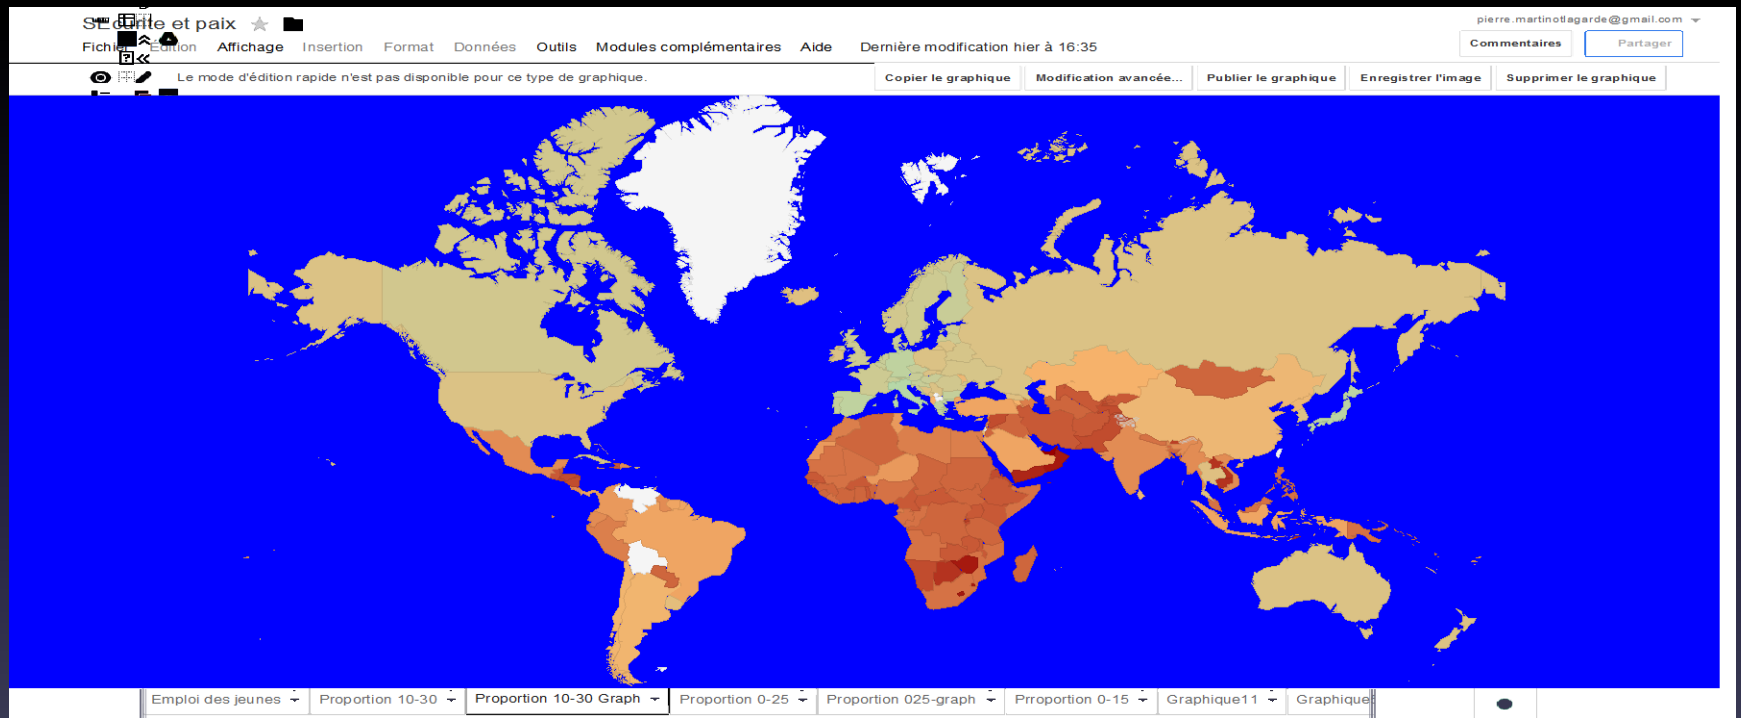 SEcurite et paix
pierre.martinotlagarde@gmail.com
Fichier Édition Affichage Insertion Format Données Outils Modules complémentaires Aide Dernière modification hier à 16:35
Commentaires Partager
Le mode d'édition rapide n'est pas disponible pour ce type de graphique.
Copier le graphique Modification avancée... Publier le graphique Enregistrer l'image Supprimer le graphique
Emploi des jeunes Proportion 10-30 Proportion 10-30 Graph Proportion 0-25 Proportion 025-graph Prroportion 0-15 Graphique11 Graphique